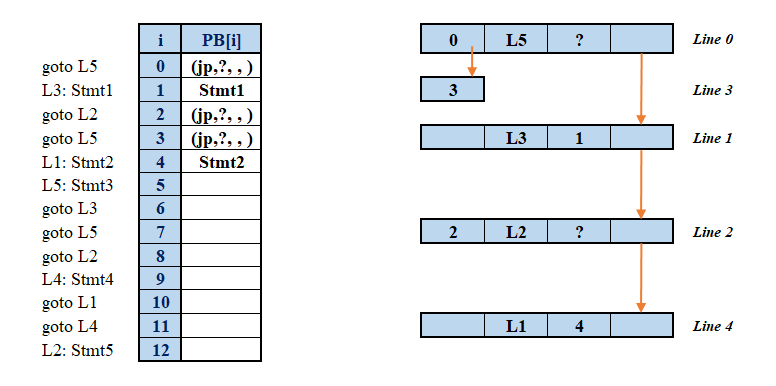 i PB[i] 0 L5 ? Line 0
goto L5 0 (jp,?, , )
L3: Stmt1 1 Stmt1 3 Line 3
goto L2 2 (jp,?, , )
goto L5 3 (jp,?, , ) L3 1 Line 1
L1: Stmt2 4 Stmt2
L5: Stmt3 5
goto L3 6
goto L5 7 2 L2 ? Line 2
goto L2 8
L4: Stmt4 9
goto L1 10
goto L4 11 L1 4 Line 4
L2: Stmt5 12